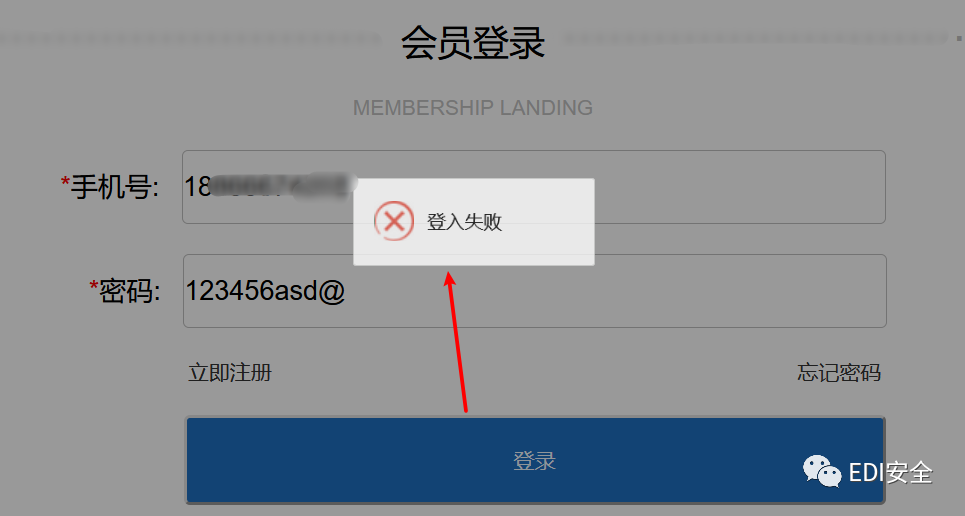 会员登录
MEMBERSHIP LANDING
*手机号: 18
登入失败
*密码: 123456asd@
立即注册 忘记密码
登录
EDI安全